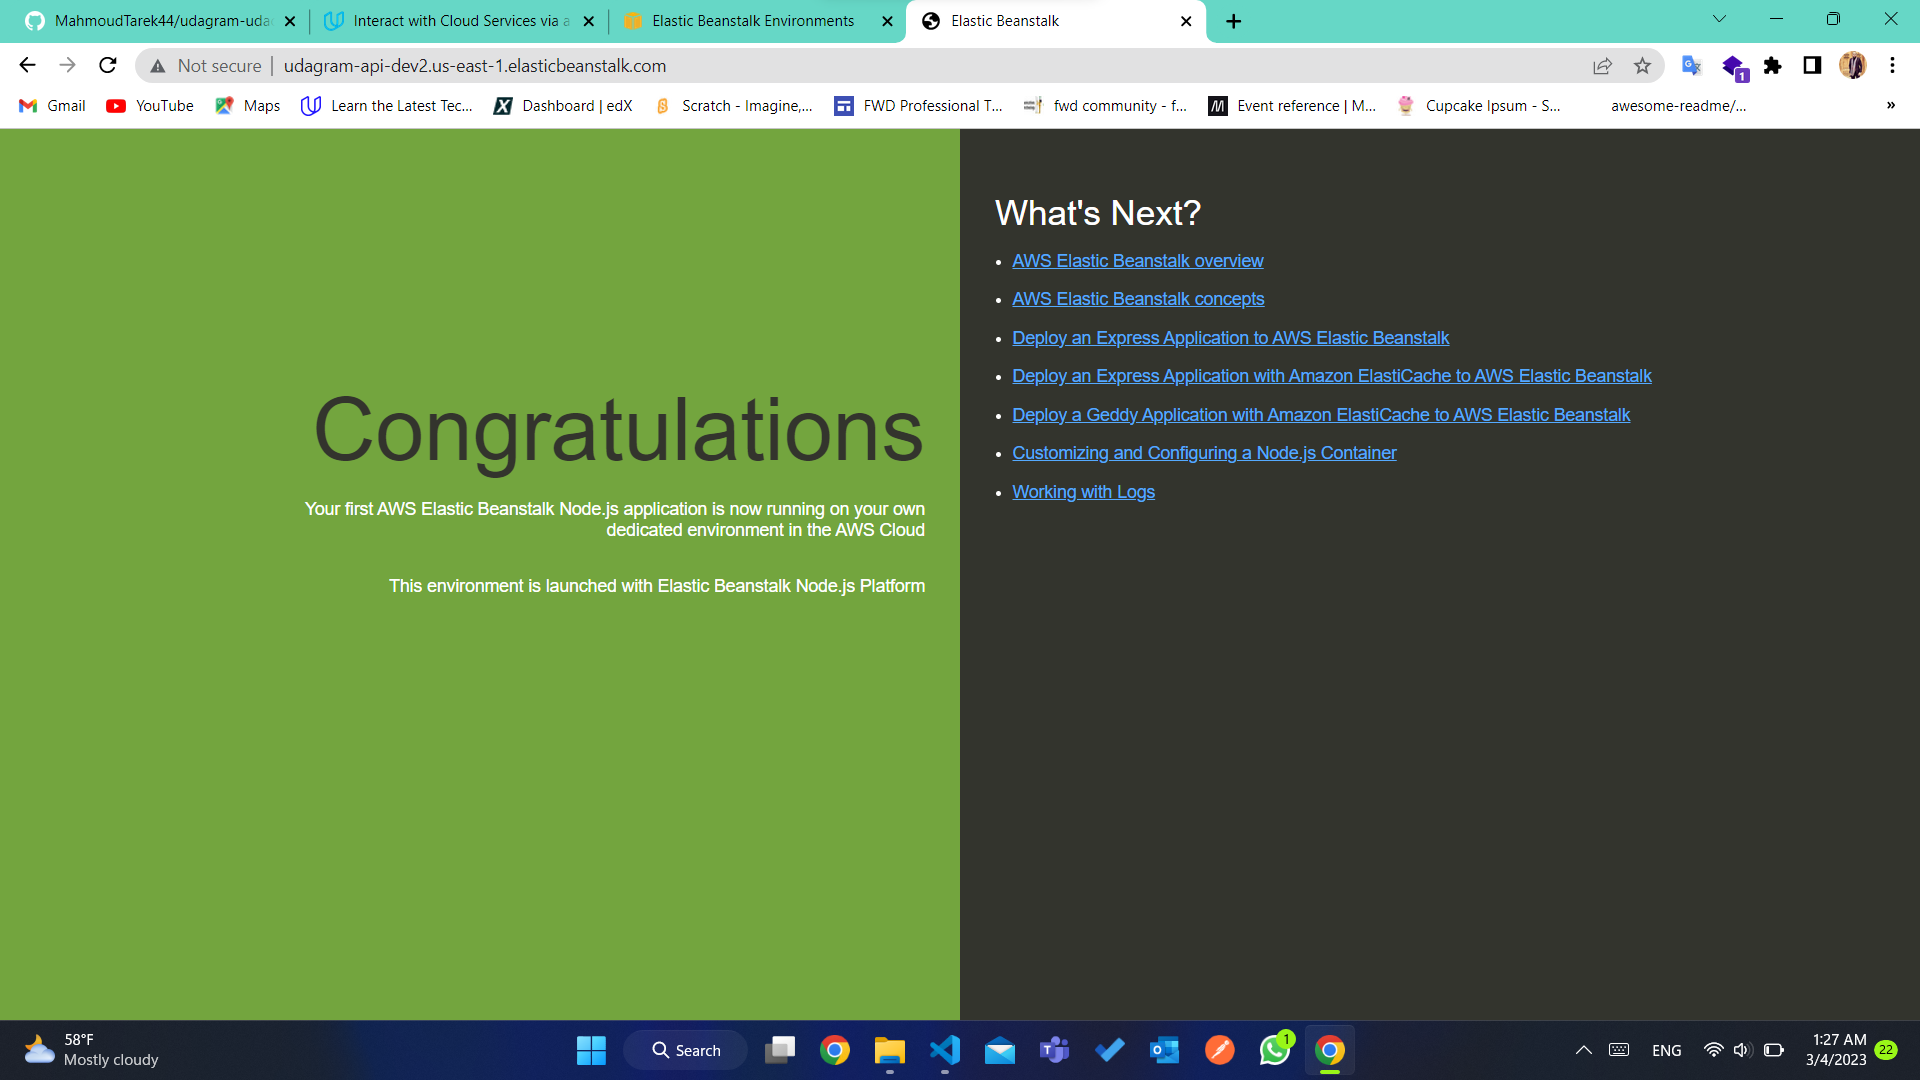 MahmoudTarek44/udagram-udac
Interact with Cloud Services via a
Elastic Beanstalk Environments
Elastic Beanstalk
Not secure
udagram-api-dev2.us-east-1.elasticbeanstalk.com
1
Gmail
YouTube
Maps
Learn the Latest Tec...
Dashboard | edX
Scratch - Imagine,...
FWD Professional T...
fwd community - f...
Event reference | M...
Cupcake Ipsum - S...
awesome-readme/...
»
Congratulations
Your first AWS Elastic Beanstalk Node.js application is now running on your own
dedicated environment in the AWS Cloud
This environment is launched with Elastic Beanstalk Node.js Platform
What's Next?
AWS Elastic Beanstalk overview
AWS Elastic Beanstalk concepts
Deploy an Express Application to AWS Elastic Beanstalk
Deploy an Express Application with Amazon ElastiCache to AWS Elastic Beanstalk
Deploy a Geddy Application with Amazon ElastiCache to AWS Elastic Beanstalk
Customizing and Configuring a Node.js Container
Working with Logs
58°F
Mostly cloudy
Search
1
ENG
1:27 AM
3/4/2023
22